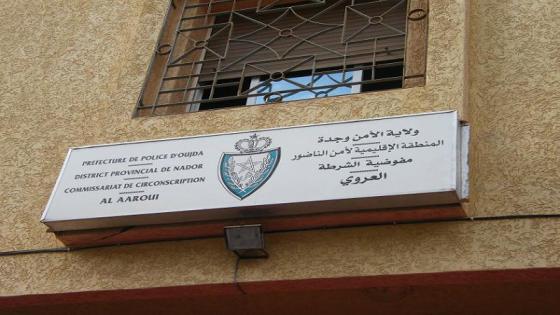 PREFECTURE DE POLICE D'OUJDA
DISTRICT PROVINCIAL DE NADOR
COMMISSARIAT DE CIRCONSCRIPTION
AL AAROUI
ولاية الأمن وجدة
المنطقة الإقليمية لأمن الناضور
مفوضية الشرطة
العروي